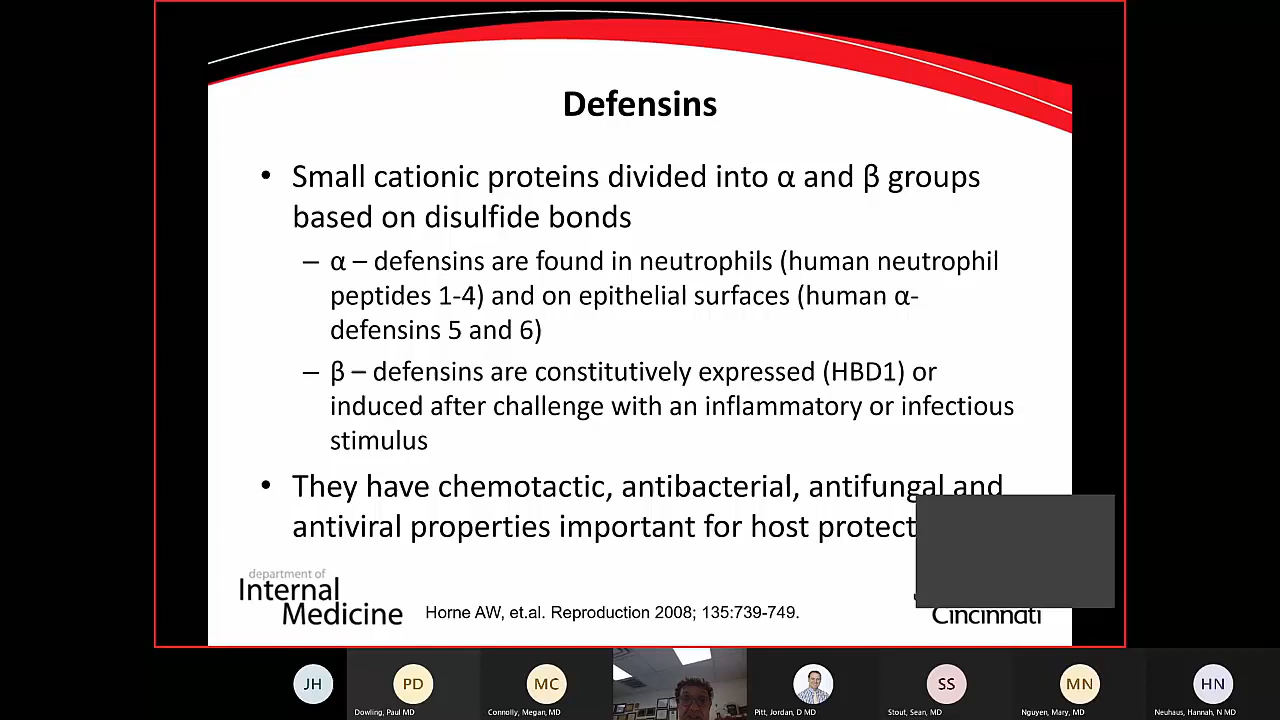 Defensins
• Small cationic proteins divided into α and β groups
based on disulfide bonds
– α – defensins are found in neutrophils (human neutrophil
peptides 1-4) and on epithelial surfaces (human α-
defensins 5 and 6)
– β – defensins are constitutively expressed (HBD1) or
induced after challenge with an inflammatory or infectious
stimulus
• They have chemotactic, antibacterial, antifungal and
antiviral properties important for host protect
department of
Internal
Medicine
Horne AW, et.al. Reproduction 2008; 135:739-749.
Cincinnati
JH
PD
MC
SS
MN
HN
Dowling, Paul MD
Connolly, Megan, MD
Pitt, Jordan, D MD
Stout, Sean, MD
Nguyen, Mary, MD
Neuhaus, Hannah, N MD